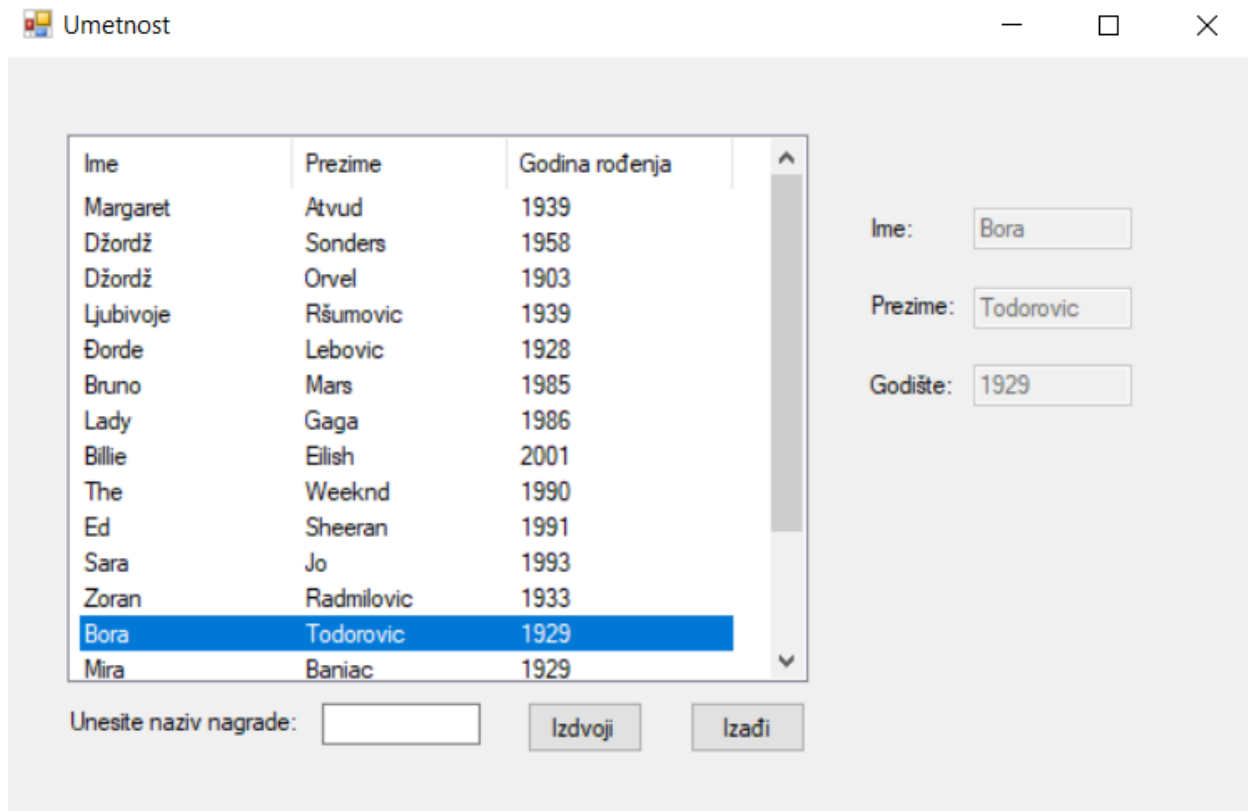 Umetnost
Ime Prezime Godina rođenja
Margaret Atvud 1939
Džordž Sonders 1958
Džordž Orvel 1903
Ljubivoje Ršumovic 1939
Đorde Lebovic 1928
Bruno Mars 1985
Lady Gaga 1986
Billie Eilish 2001
The Weeknd 1990
Ed Sheeran 1991
Sara Jo 1993
Zoran Radmilovic 1933
Bora Todorovic 1929
Mira Baniac 1929
Ime: Bora
Prezime: Todorovic
Godište: 1929
Unesite naziv nagrade: Izdvoji Izađi